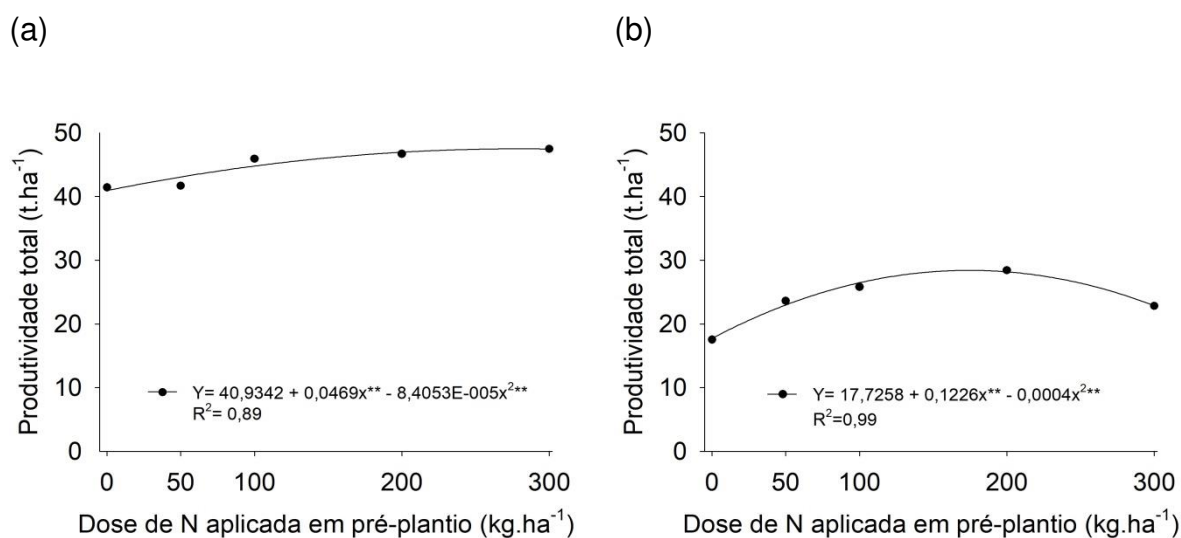 (a)
(b)
Produtividade total (t.ha⁻¹)
50
40
30
20
10
0
Y= 40,9342 + 0,0469x** - 8,4053E-005x²**
R²= 0,89
0 50 100 200 300
Dose de N aplicada em pré-plantio (kg.ha⁻¹)
Produtividade total (t.ha⁻¹)
50
40
30
20
10
0
Y= 17,7258 + 0,1226x** - 0,0004x²**
R²=0,99
0 50 100 200 300
Dose de N aplicada em pré-plantio (kg.ha⁻¹)